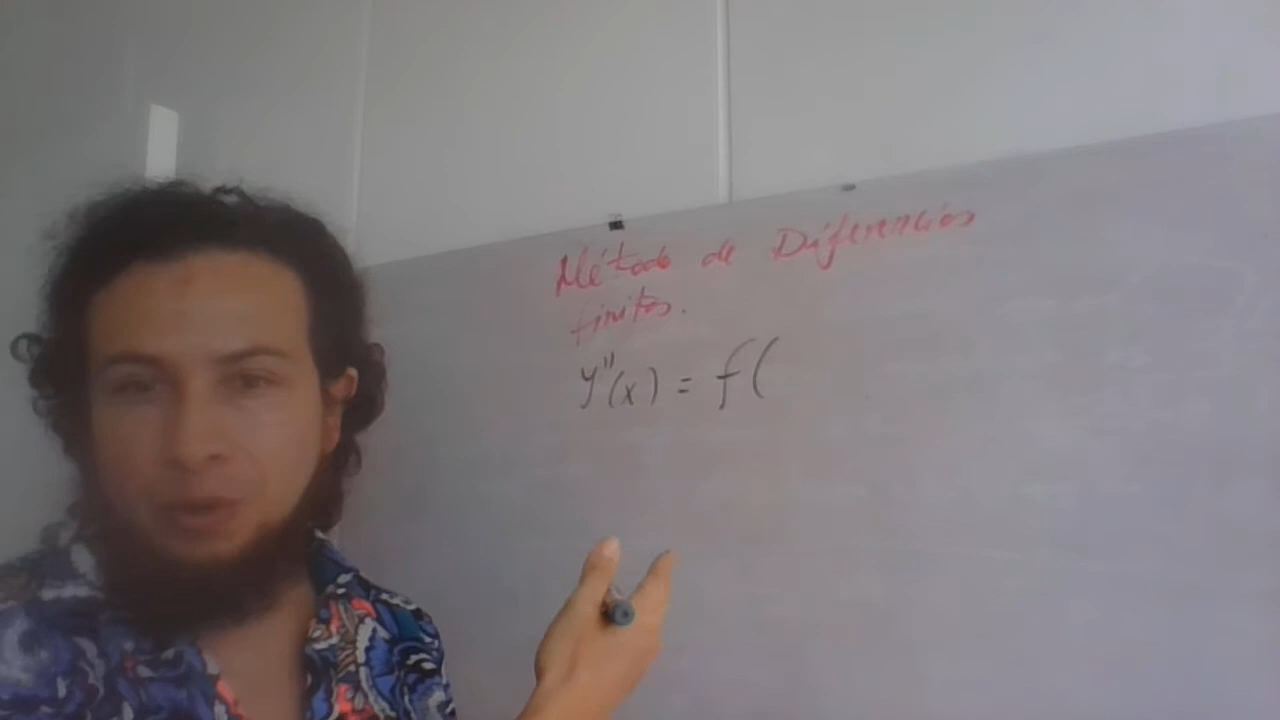 Método de Diferencias
finitas.
y''(x) = f(